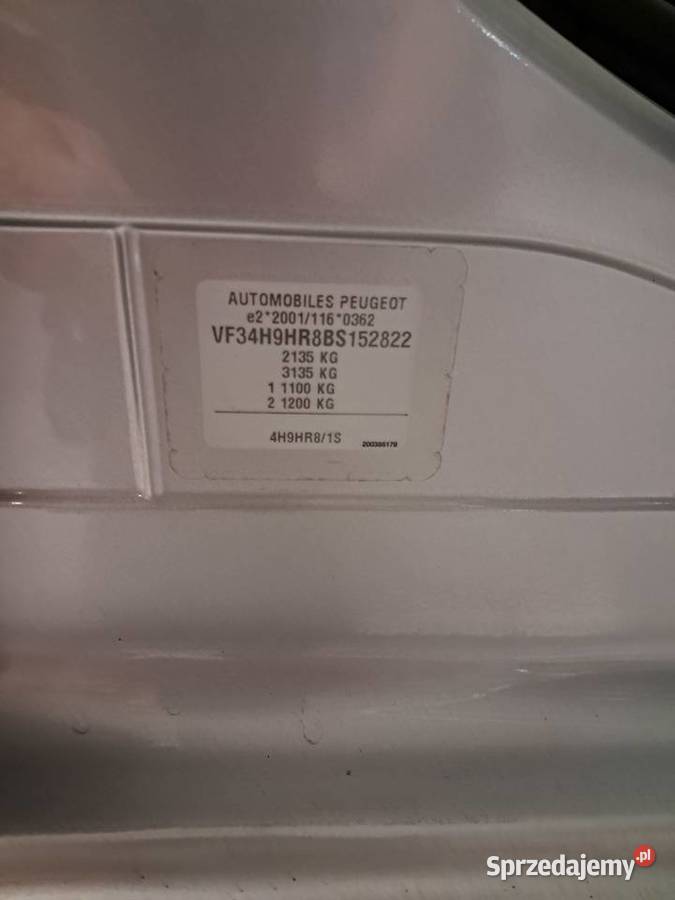 AUTOMOBILES PEUGEOT
e2*2001/116*0362
VF34H9HR8BS152822
2135 KG
3135 KG
1 1100 KG
2 1200 KG
4H9HR8/1S
200386179
Sprzedajemy.pl